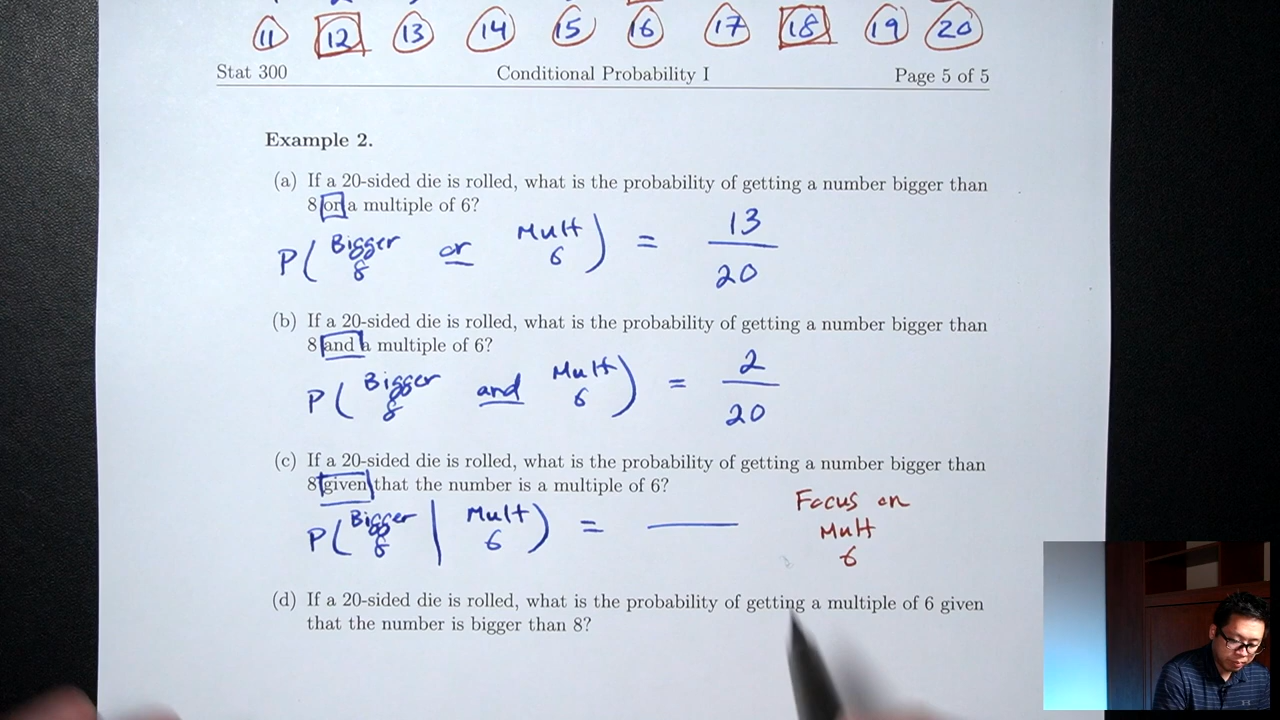 11 12 13 14 15 16 17 18 19 20
Stat 300 Conditional Probability I Page 5 of 5
Example 2.
(a) If a 20-sided die is rolled, what is the probability of getting a number bigger than
8 or a multiple of 6?
P( Bigger 8 or Mult 6 ) = 13/20
(b) If a 20-sided die is rolled, what is the probability of getting a number bigger than
8 and a multiple of 6?
P( Bigger 8 and Mult 6 ) = 2/20
(c) If a 20-sided die is rolled, what is the probability of getting a number bigger than
8 given that the number is a multiple of 6?
P( Bigger 8 | Mult 6 ) =
Focus on
Mult
6
(d) If a 20-sided die is rolled, what is the probability of getting a multiple of 6 given
that the number is bigger than 8?